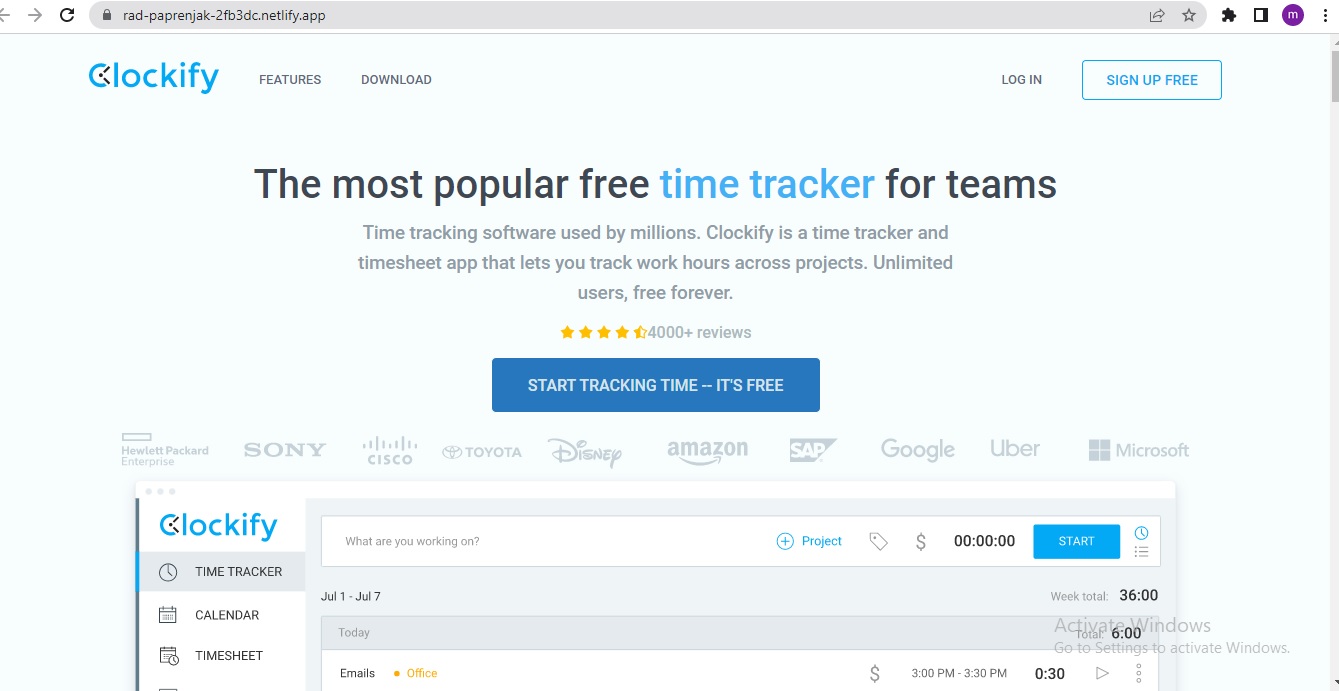 rad-paprenjak-2fb3dc.netlify.app
m
Clockify
FEATURES
DOWNLOAD
LOG IN
SIGN UP FREE
The most popular free time tracker for teams
Time tracking software used by millions. Clockify is a time tracker and
timesheet app that lets you track work hours across projects. Unlimited
users, free forever.
4000+ reviews
START TRACKING TIME -- IT'S FREE
Hewlett Packard
Enterprise
SONY
CISCO
TOYOTA
Disney
amazon
SAP
Google
Uber
Microsoft
Clockify
What are you working on?
Project
$
00:00:00
START
TIME TRACKER
Jul 1 - Jul 7
Week total: 36:00
CALENDAR
Today
Total: 6:00
Activate Windows
Go to Settings to activate Windows.
TIMESHEET
Emails
Office
$
3:00 PM - 3:30 PM
0:30